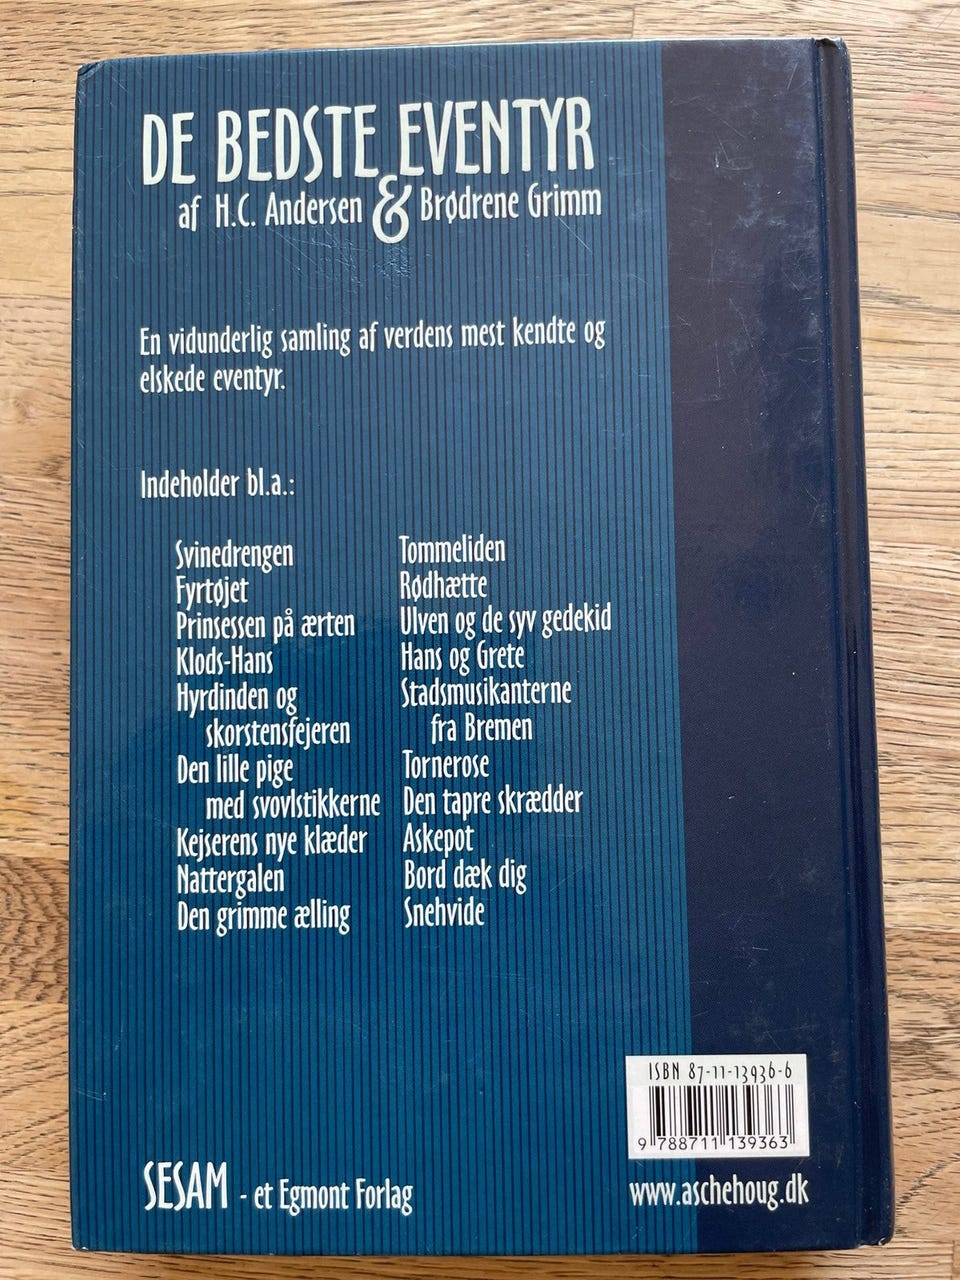 DE BEDSTE EVENTYR
af H.C. Andersen & Brødrene Grimm
En vidunderlig samling af verdens mest kendte og
elskede eventyr.
Indeholder bl.a.:
Svinedrengen
Fyrtøjet
Prinsessen på ærten
Klods-Hans
Hyrdinden og
skorstensfejeren
Den lille pige
med svovlstikkerne
Kejserens nye klæder
Nattergalen
Den grimme ælling
Tommeliden
Rødhætte
Ulven og de syv gedekid
Hans og Grete
Stadsmusikanterne
fra Bremen
Tornerose
Den tapre skrædder
Askepot
Bord dæk dig
Snehvide
ISBN 87-11-13936-6
9 788711 139363
SESAM - et Egmont Forlag
www.aschehoug.dk